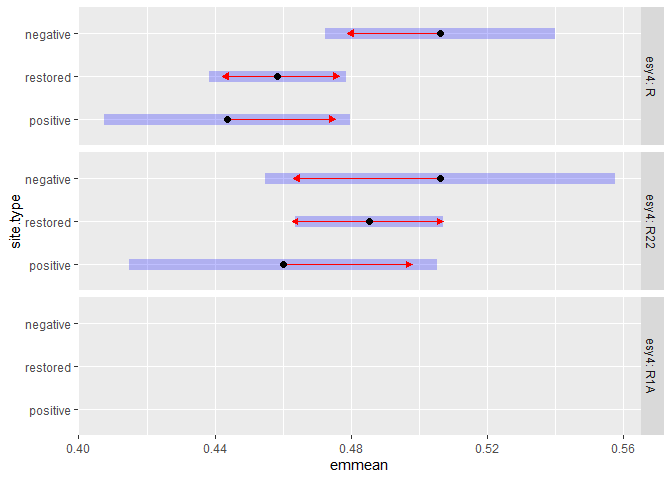 negative
restored
positive
esy4: R
negative
restored
positive
esy4: R22
negative
restored
positive
esy4: R1A
site.type
0.40 0.44 0.48 0.52 0.56
emmean